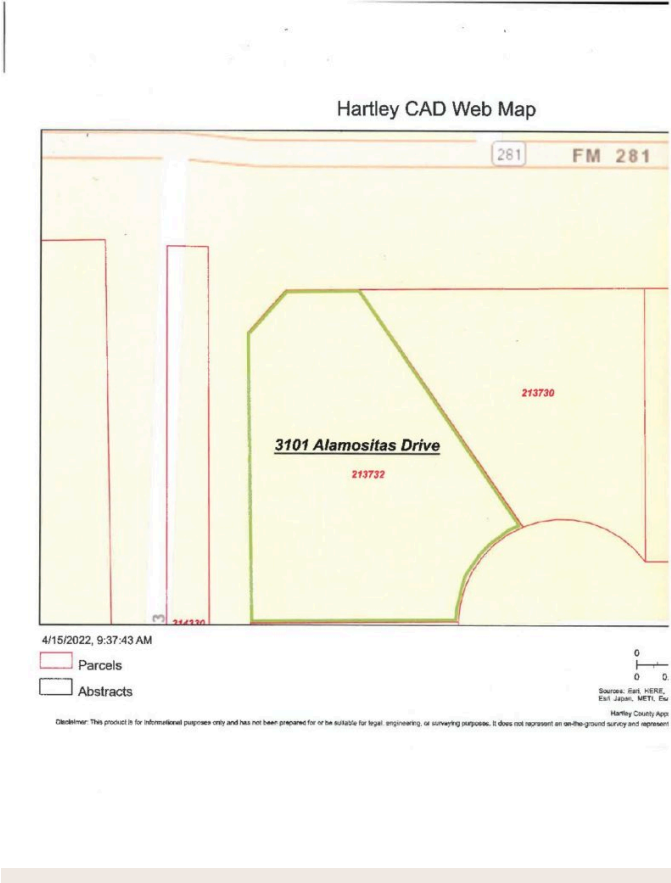 Hartley CAD Web Map
281
FM 281
213730
3101 Alamositas Drive
213732
3
214330
4/15/2022, 9:37:43 AM
Parcels
Abstracts
0
0 0.
Sources: Esri, HERE,
Esri Japan, METI, Esri
Hartley County Appr
Disclaimer: This product is for informational purposes only and has not been prepared for or be suitable for legal, engineering, or surveying purposes. It does not represent an on-the-ground survey and represent